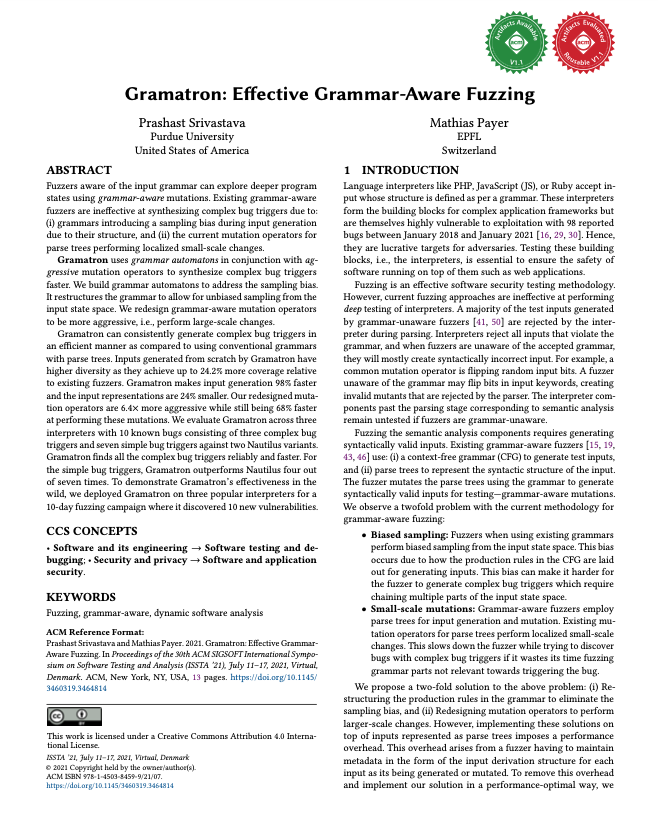 Artifacts Available
acm
V1.1
Artifacts Evaluated
acm
Reusable V1.1
Gramatron: Effective Grammar-Aware Fuzzing
Prashast Srivastava
Purdue University
United States of America
Mathias Payer
EPFL
Switzerland
ABSTRACT
Fuzzers aware of the input grammar can explore deeper program
states using grammar-aware mutations. Existing grammar-aware
fuzzers are ineffective at synthesizing complex bug triggers due to:
(i) grammars introducing a sampling bias during input generation
due to their structure, and (ii) the current mutation operators for
parse trees performing localized small-scale changes.
Gramatron uses grammar automatons in conjunction with ag-
gressive mutation operators to synthesize complex bug triggers
faster. We build grammar automatons to address the sampling bias.
It restructures the grammar to allow for unbiased sampling from the
input state space. We redesign grammar-aware mutation operators
to be more aggressive, i.e., perform large-scale changes.
Gramatron can consistently generate complex bug triggers in
an efficient manner as compared to using conventional grammars
with parse trees. Inputs generated from scratch by Gramatron have
higher diversity as they achieve up to 24.2% more coverage relative
to existing fuzzers. Gramatron makes input generation 98% faster
and the input representations are 24% smaller. Our redesigned muta-
tion operators are 6.4× more aggressive while still being 68% faster
at performing these mutations. We evaluate Gramatron across three
interpreters with 10 known bugs consisting of three complex bug
triggers and seven simple bug triggers against two Nautilus variants.
Gramatron finds all the complex bug triggers reliably and faster. For
the simple bug triggers, Gramatron outperforms Nautilus four out
of seven times. To demonstrate Gramatron's effectiveness in the
wild, we deployed Gramatron on three popular interpreters for a
10-day fuzzing campaign where it discovered 10 new vulnerabilities.
CCS CONCEPTS
• Software and its engineering → Software testing and de-
bugging; • Security and privacy → Software and application
security.
KEYWORDS
Fuzzing, grammar-aware, dynamic software analysis
ACM Reference Format:
Prashast Srivastava and Mathias Payer. 2021. Gramatron: Effective Grammar-
Aware Fuzzing. In Proceedings of the 30th ACM SIGSOFT International Sympo-
sium on Software Testing and Analysis (ISSTA '21), July 11–17, 2021, Virtual,
Denmark. ACM, New York, NY, USA, 13 pages. https://doi.org/10.1145/
3460319.3464814
This work is licensed under a Creative Commons Attribution 4.0 Interna-
tional License.
ISSTA '21, July 11–17, 2021, Virtual, Denmark
© 2021 Copyright held by the owner/author(s).
ACM ISBN 978-1-4503-8459-9/21/07.
https://doi.org/10.1145/3460319.3464814
1 INTRODUCTION
Language interpreters like PHP, JavaScript (JS), or Ruby accept in-
put whose structure is defined as per a grammar. These interpreters
form the building blocks for complex application frameworks but
are themselves highly vulnerable to exploitation with 98 reported
bugs between January 2018 and January 2021 [16, 29, 30]. Hence,
they are lucrative targets for adversaries. Testing these building
blocks, i.e., the interpreters, is essential to ensure the safety of
software running on top of them such as web applications.
Fuzzing is an effective software security testing methodology.
However, current fuzzing approaches are ineffective at performing
deep testing of interpreters. A majority of the test inputs generated
by grammar-unaware fuzzers [41, 50] are rejected by the inter-
preter during parsing. Interpreters reject all inputs that violate the
grammar, and when fuzzers are unaware of the accepted grammar,
they will mostly create syntactically incorrect input. For example, a
common mutation operator is flipping random input bits. A fuzzer
unaware of the grammar may flip bits in input keywords, creating
invalid mutants that are rejected by the parser. The interpreter com-
ponents past the parsing stage corresponding to semantic analysis
remain untested if fuzzers are grammar-unaware.
Fuzzing the semantic analysis components requires generating
syntactically valid inputs. Existing grammar-aware fuzzers [15, 19,
43, 46] use: (i) a context-free grammar (CFG) to generate test inputs,
and (ii) parse trees to represent the syntactic structure of the input.
The fuzzer mutates the parse trees using the grammar to generate
syntactically valid inputs for testing—grammar-aware mutations.
We observe a twofold problem with the current methodology for
grammar-aware fuzzing:
• Biased sampling: Fuzzers when using existing grammars
perform biased sampling from the input state space. This bias
occurs due to how the production rules in the CFG are laid
out for generating inputs. This bias can make it harder for
the fuzzer to generate complex bug triggers which require
chaining multiple parts of the input state space.
• Small-scale mutations: Grammar-aware fuzzers employ
parse trees for input generation and mutation. Existing mu-
tation operators for parse trees perform localized small-scale
changes. This slows down the fuzzer while trying to discover
bugs with complex bug triggers if it wastes its time fuzzing
grammar parts not relevant towards triggering the bug.
We propose a two-fold solution to the above problem: (i) Re-
structuring the production rules in the grammar to eliminate the
sampling bias, and (ii) Redesigning mutation operators to perform
larger-scale changes. However, implementing these solutions on
top of inputs represented as parse trees imposes a performance
overhead. This overhead arises from a fuzzer having to maintain
metadata in the form of the input derivation structure for each
input as its being generated or mutated. To remove this overhead
and implement our solution in a performance-optimal way, we